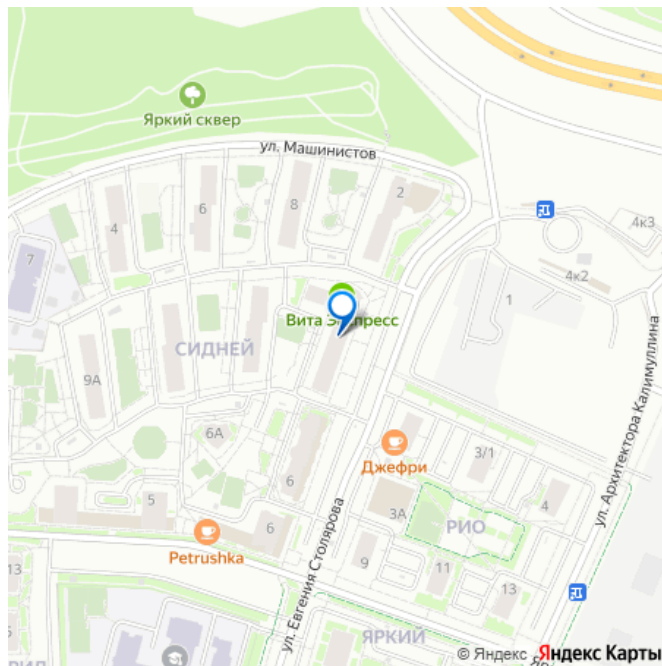 Яркий сквер
ул. Машинистов
2
8
6
4
7
4к3
4к2
1
Вита Экспресс
СИДНЕЙ
9А
6А
ул. Архитектора Калимуллина
Джефри
3/1
6
5
6
Petrushka
ул. Евгения Столярова
3А
РИО
4
9
11
13
13
ЯРКИЙ
© Яндекс Яндекс Карты